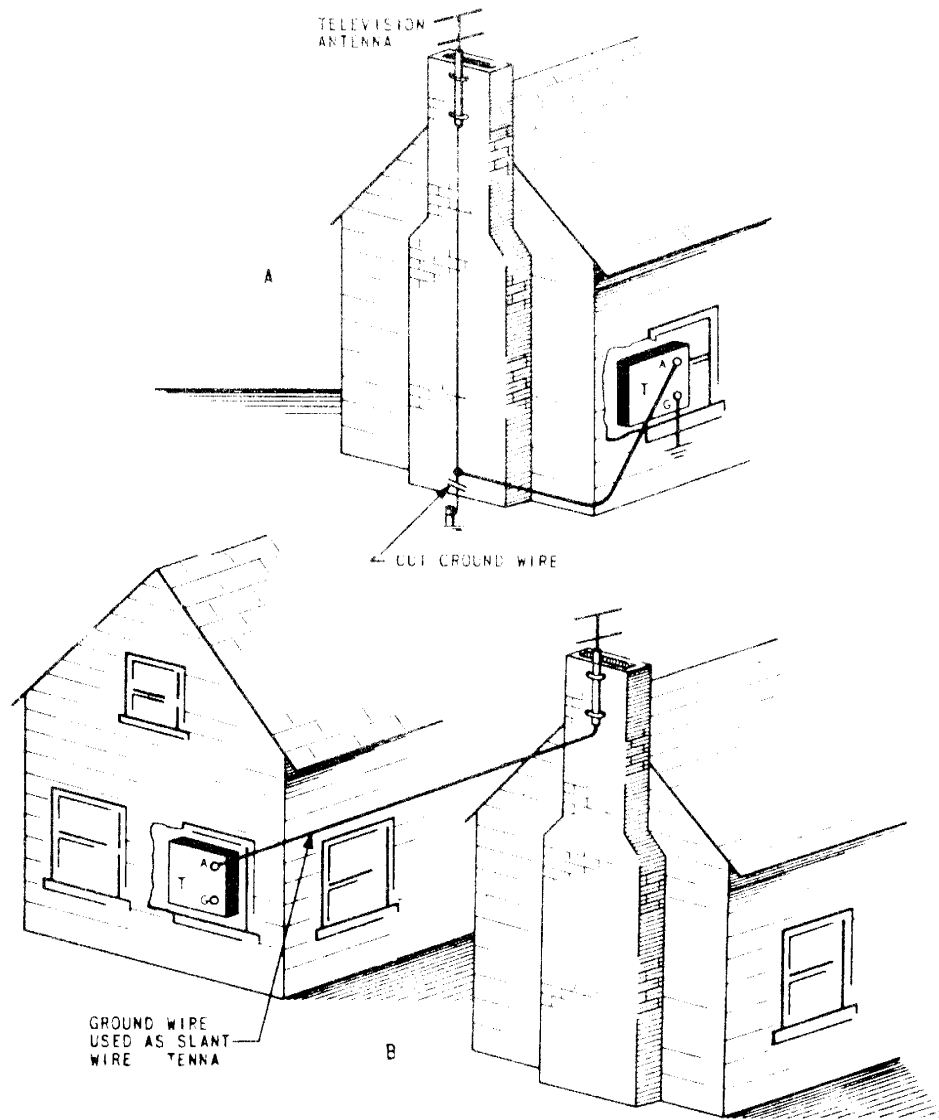 TELEVISION
ANTENNA
A
A
T
G
CUT GROUND WIRE
A
T
G
GROUND WIRE
USED AS SLANT
WIRE TENNA
B